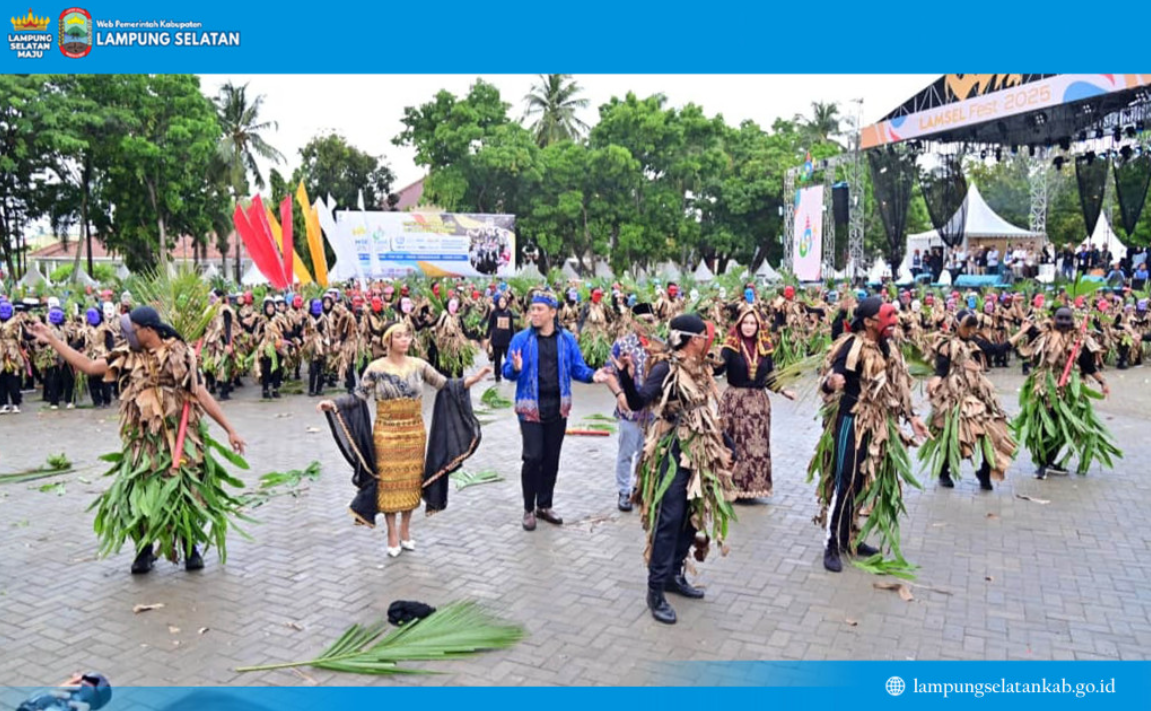 LAMPUNG
SELATAN
MAJU
Web Pemerintah Kabupaten
LAMPUNG SELATAN
LAMSEL Fest 2025
lampungselatankab.go.id